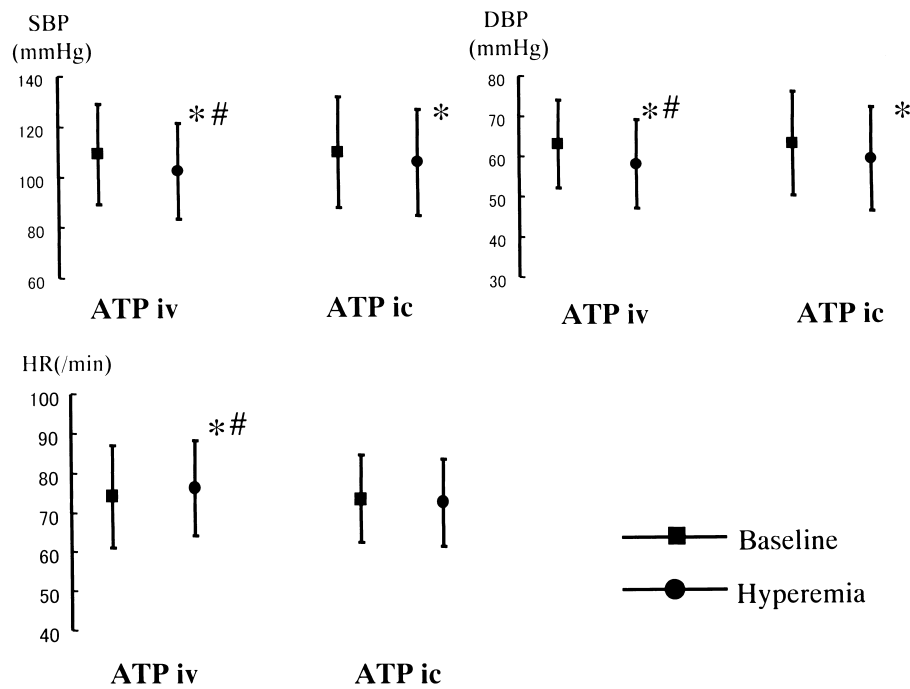 SBP
(mmHg)
140
120
100
80
60
* #
*
ATP iv
ATP ic
DBP
(mmHg)
80
70
60
50
40
30
* #
*
ATP iv
ATP ic
HR(/min)
100
90
80
70
60
50
40
* #
ATP iv
ATP ic
Baseline
Hyperemia